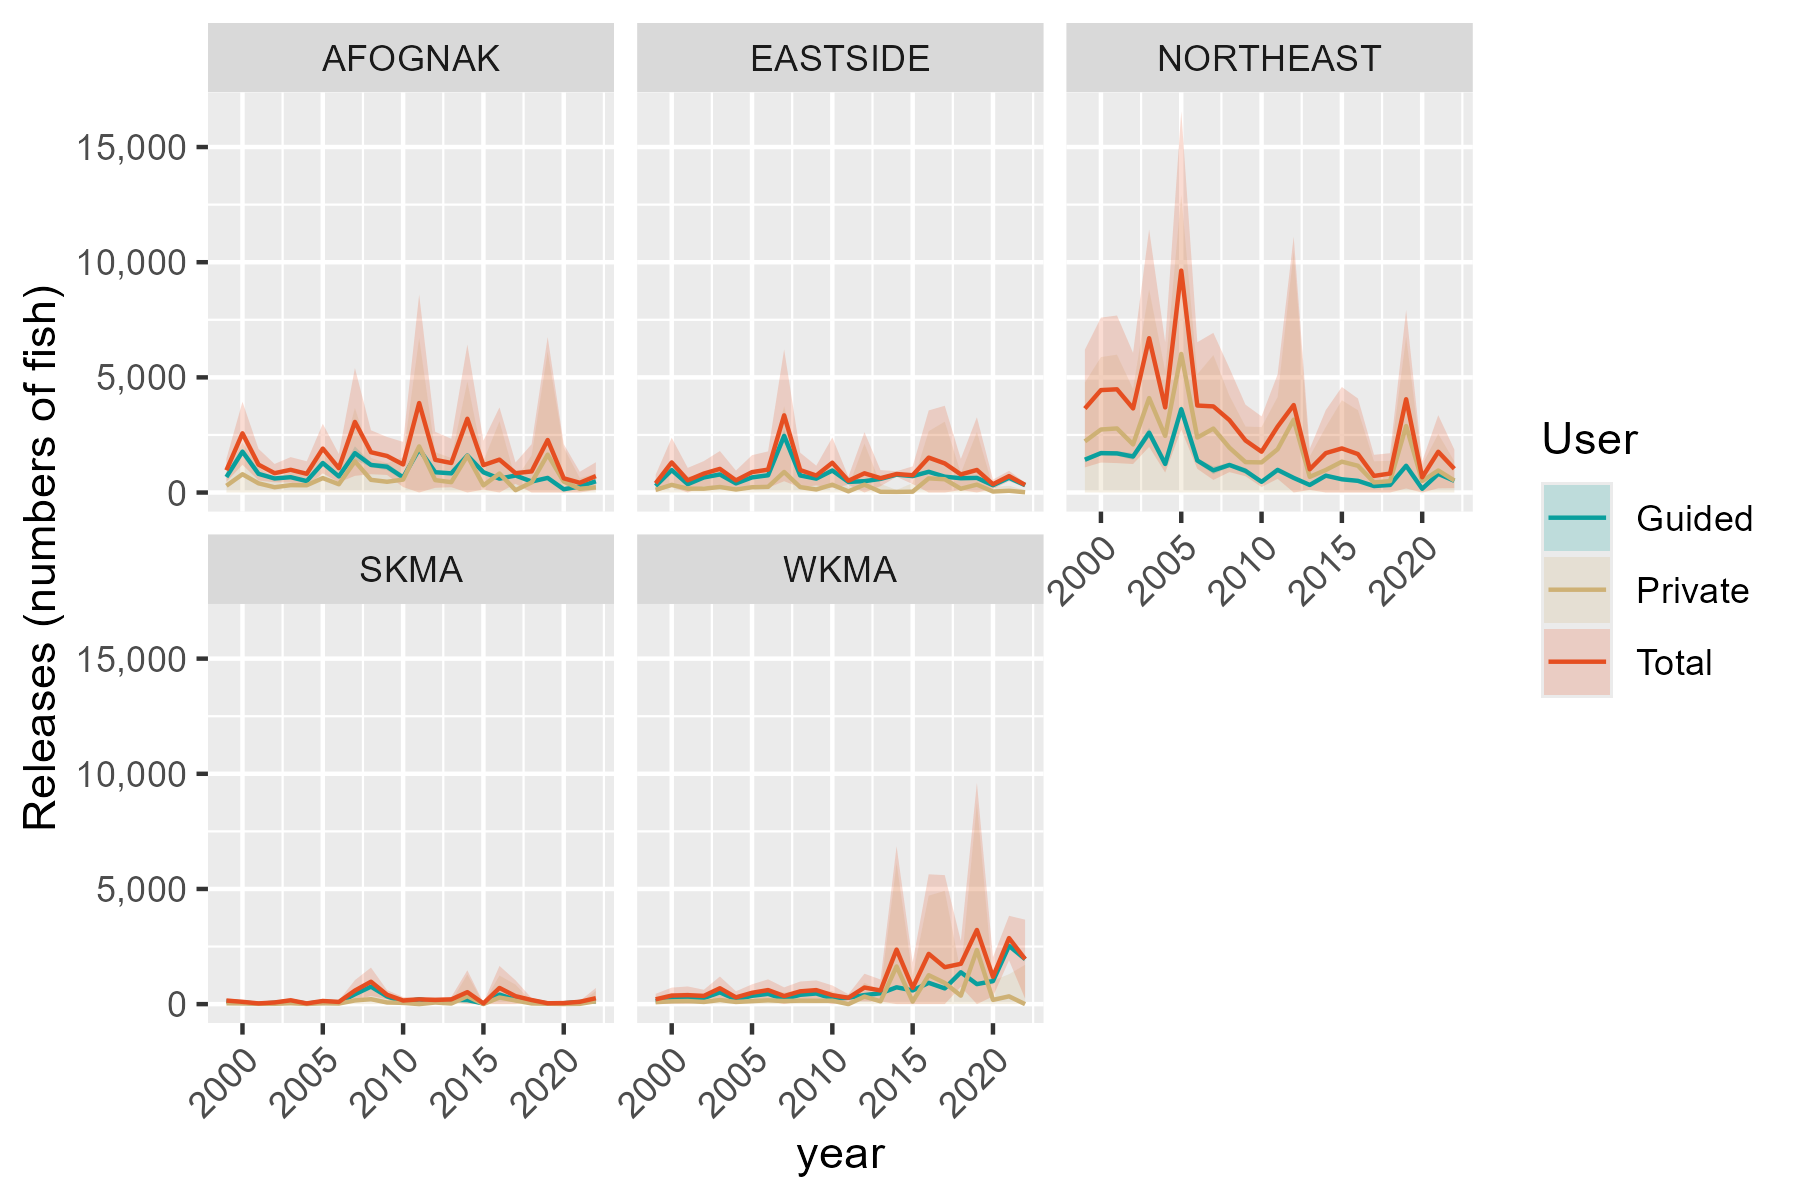 AFOGNAK EASTSIDE NORTHEAST
15,000
10,000
5,000
0
2000 2005 2010 2015 2020
SKMA WKMA
15,000
10,000
5,000
0
2000 2005 2010 2015 2020 2000 2005 2010 2015 2020
year
Releases (numbers of fish)
User
Guided
Private
Total